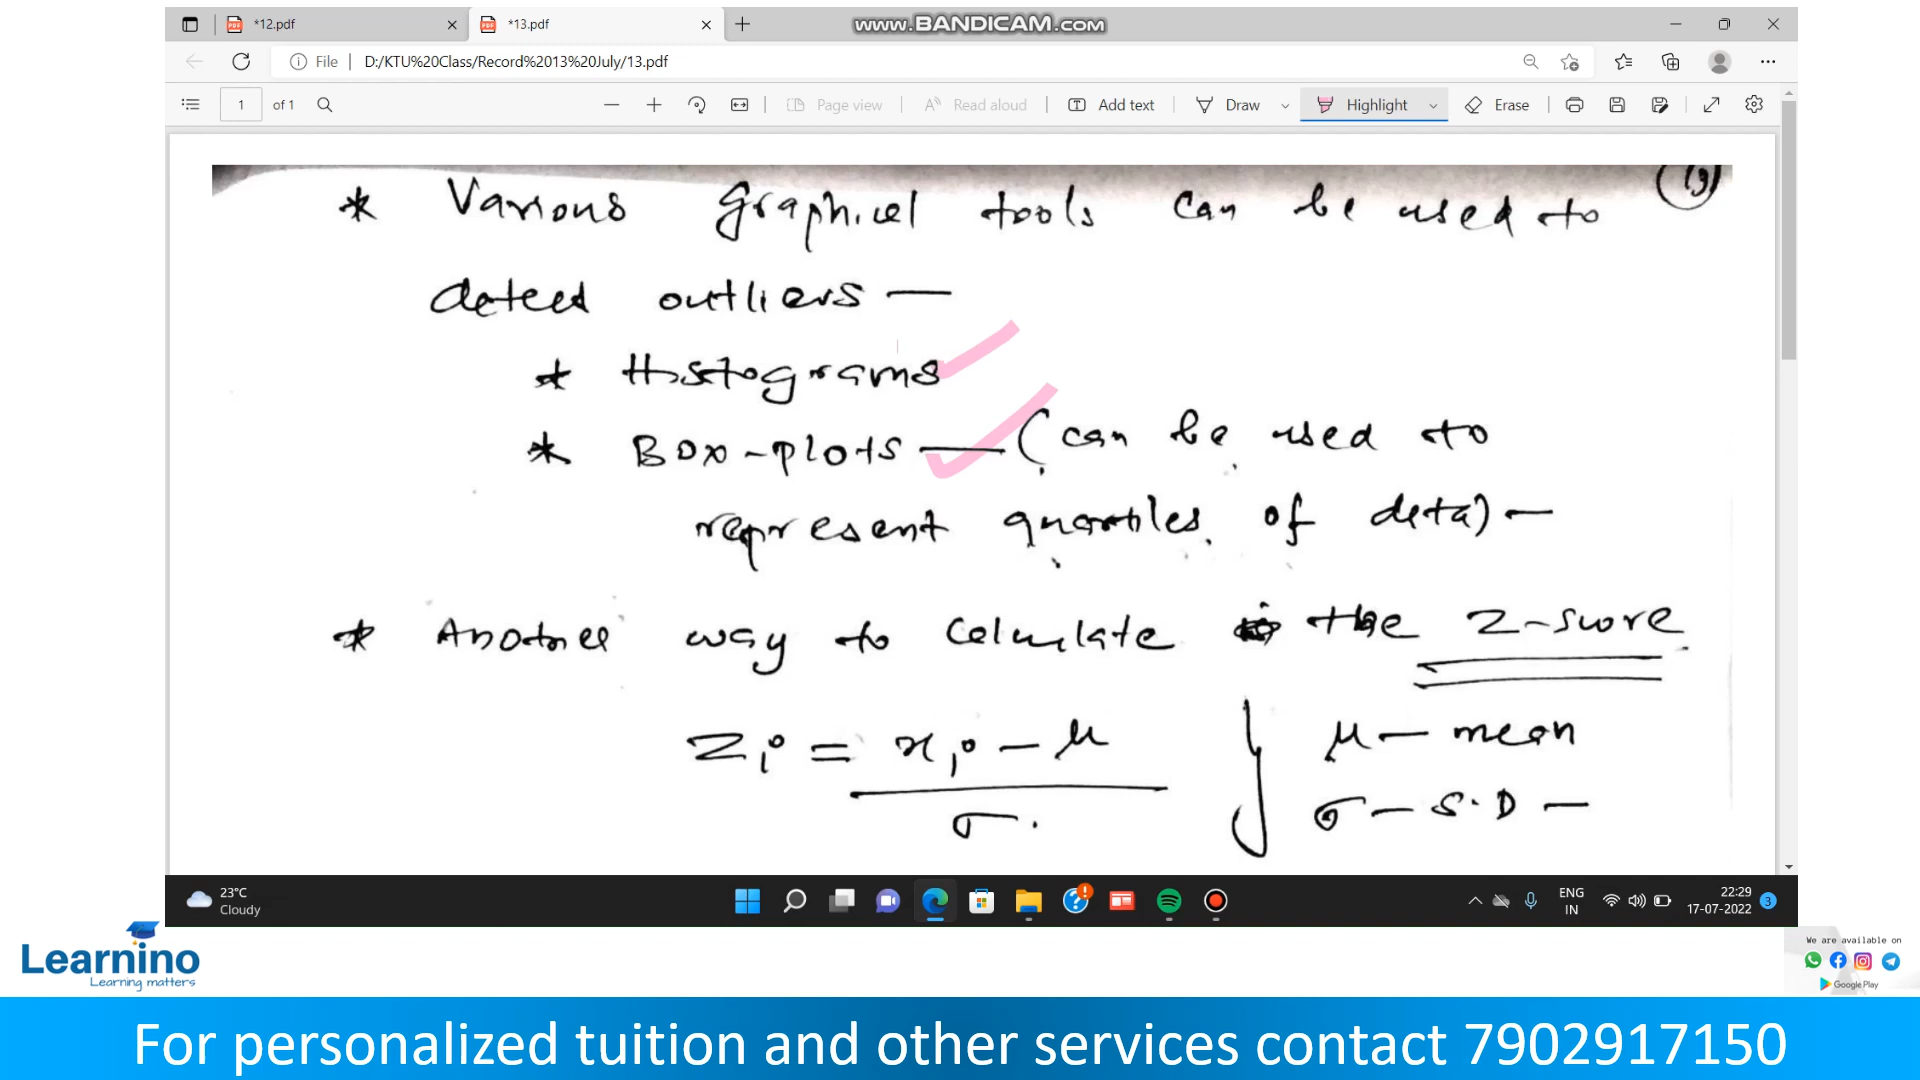 *12.pdf
*13.pdf
www.BANDICAM.com
File
D:/KTU%20Class/Record%2013%20July/13.pdf
1 of 1
Page view
Read aloud
Add text
Draw
Highlight
Erase
(13)
* Various graphical tools can be used to
detect outliers —
* Histograms
* Box-plots — (can be used to
represent quartiles of data) —
* Another way to calculate the Z-score
Zi = xi - μ
σ.
μ — mean
σ — S.D —
23°C
Cloudy
ENG
IN
22:29
17-07-2022
3
Learnino
Learning matters
We are available on
Google Play
For personalized tuition and other services contact 7902917150